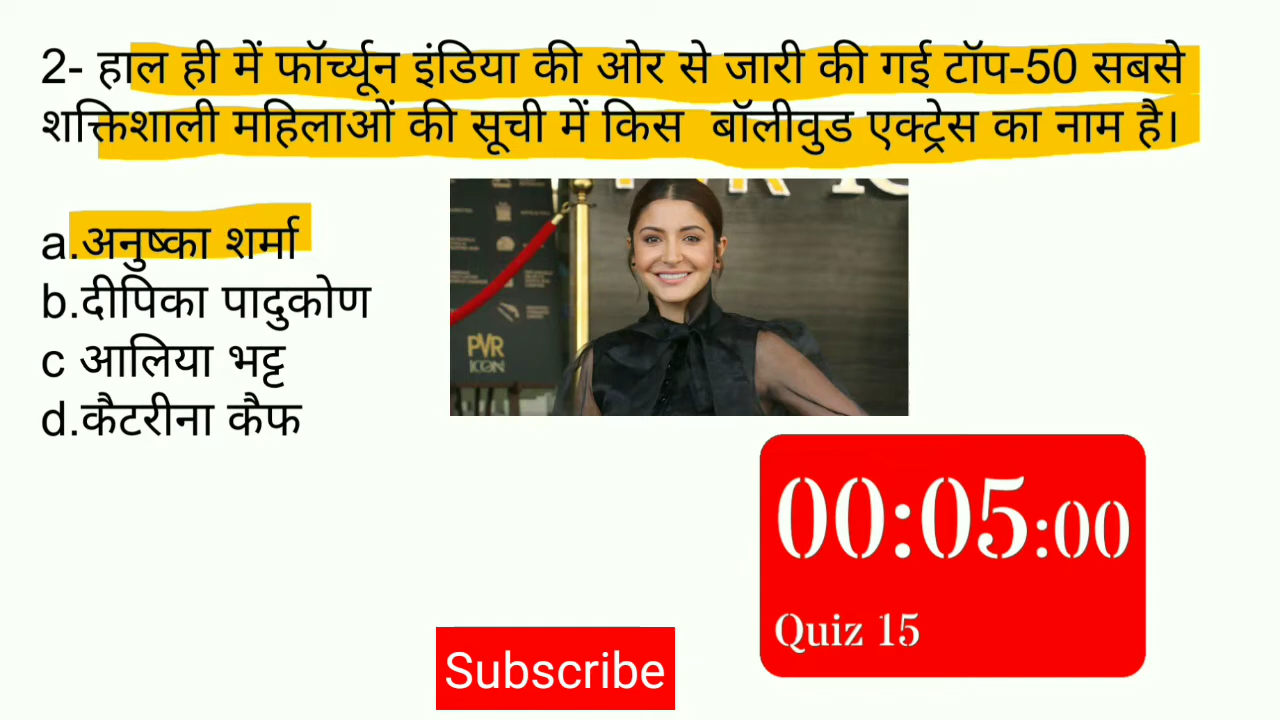 2- हाल ही में फॉर्च्यून इंडिया की ओर से जारी की गई टॉप-50 सबसे
शक्तिशाली महिलाओं की सूची में किस बॉलीवुड एक्ट्रेस का नाम है।
a.अनुष्का शर्मा
b.दीपिका पादुकोण
c आलिया भट्ट
d.कैटरीना कैफ
PVR
ICON
00:05:00
Quiz 15
Subscribe